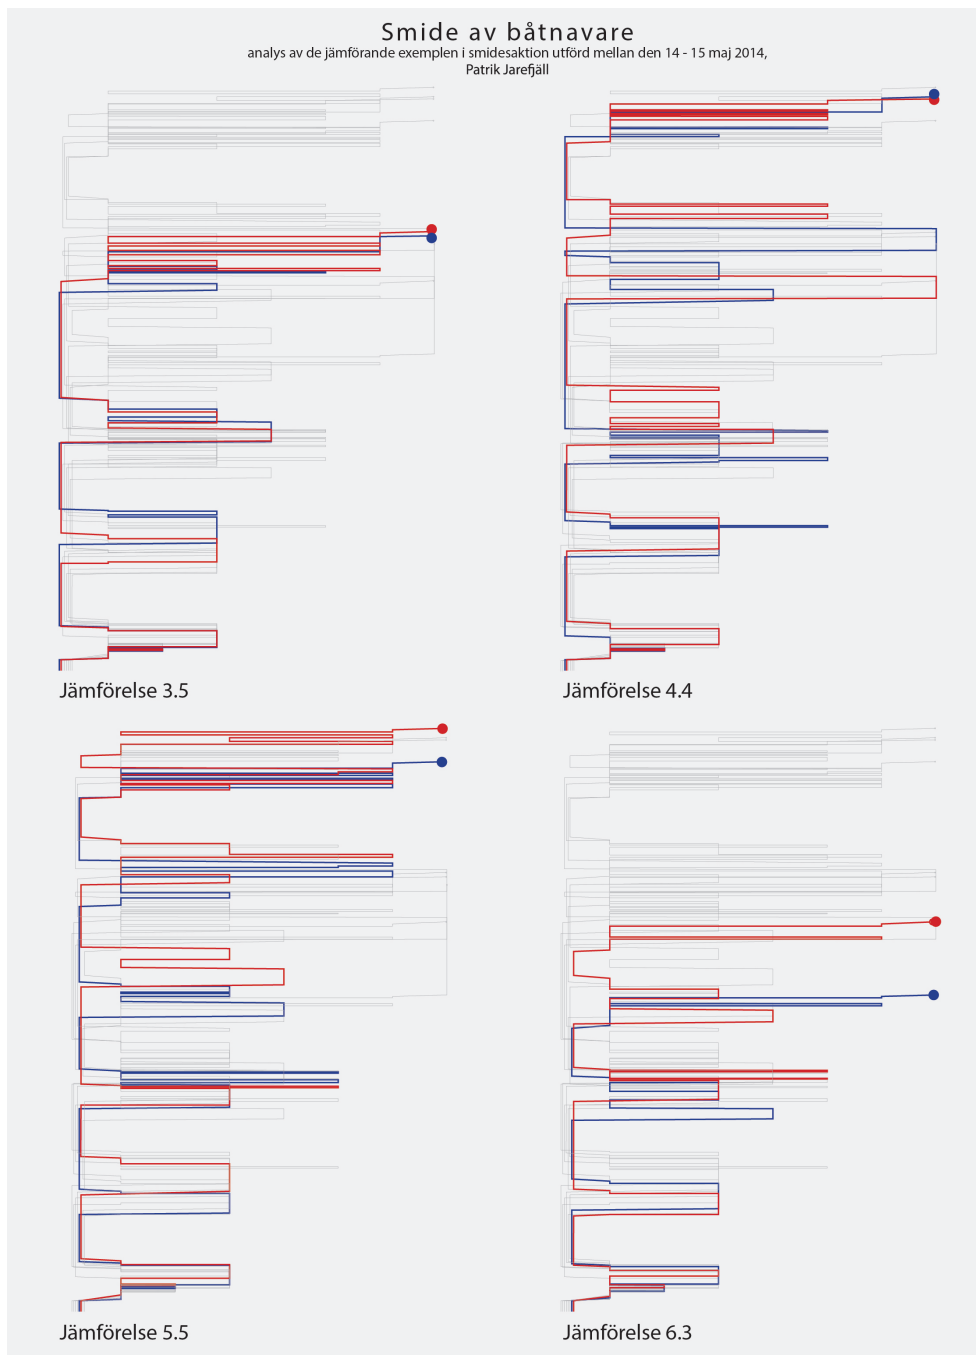 Smide av båtnavare
analys av de jämförande exemplen i smidesaktion utförd mellan den 14 - 15 maj 2014,
Patrik Jarefjäll
Jämförelse 3.5
Jämförelse 4.4
Jämförelse 5.5
Jämförelse 6.3